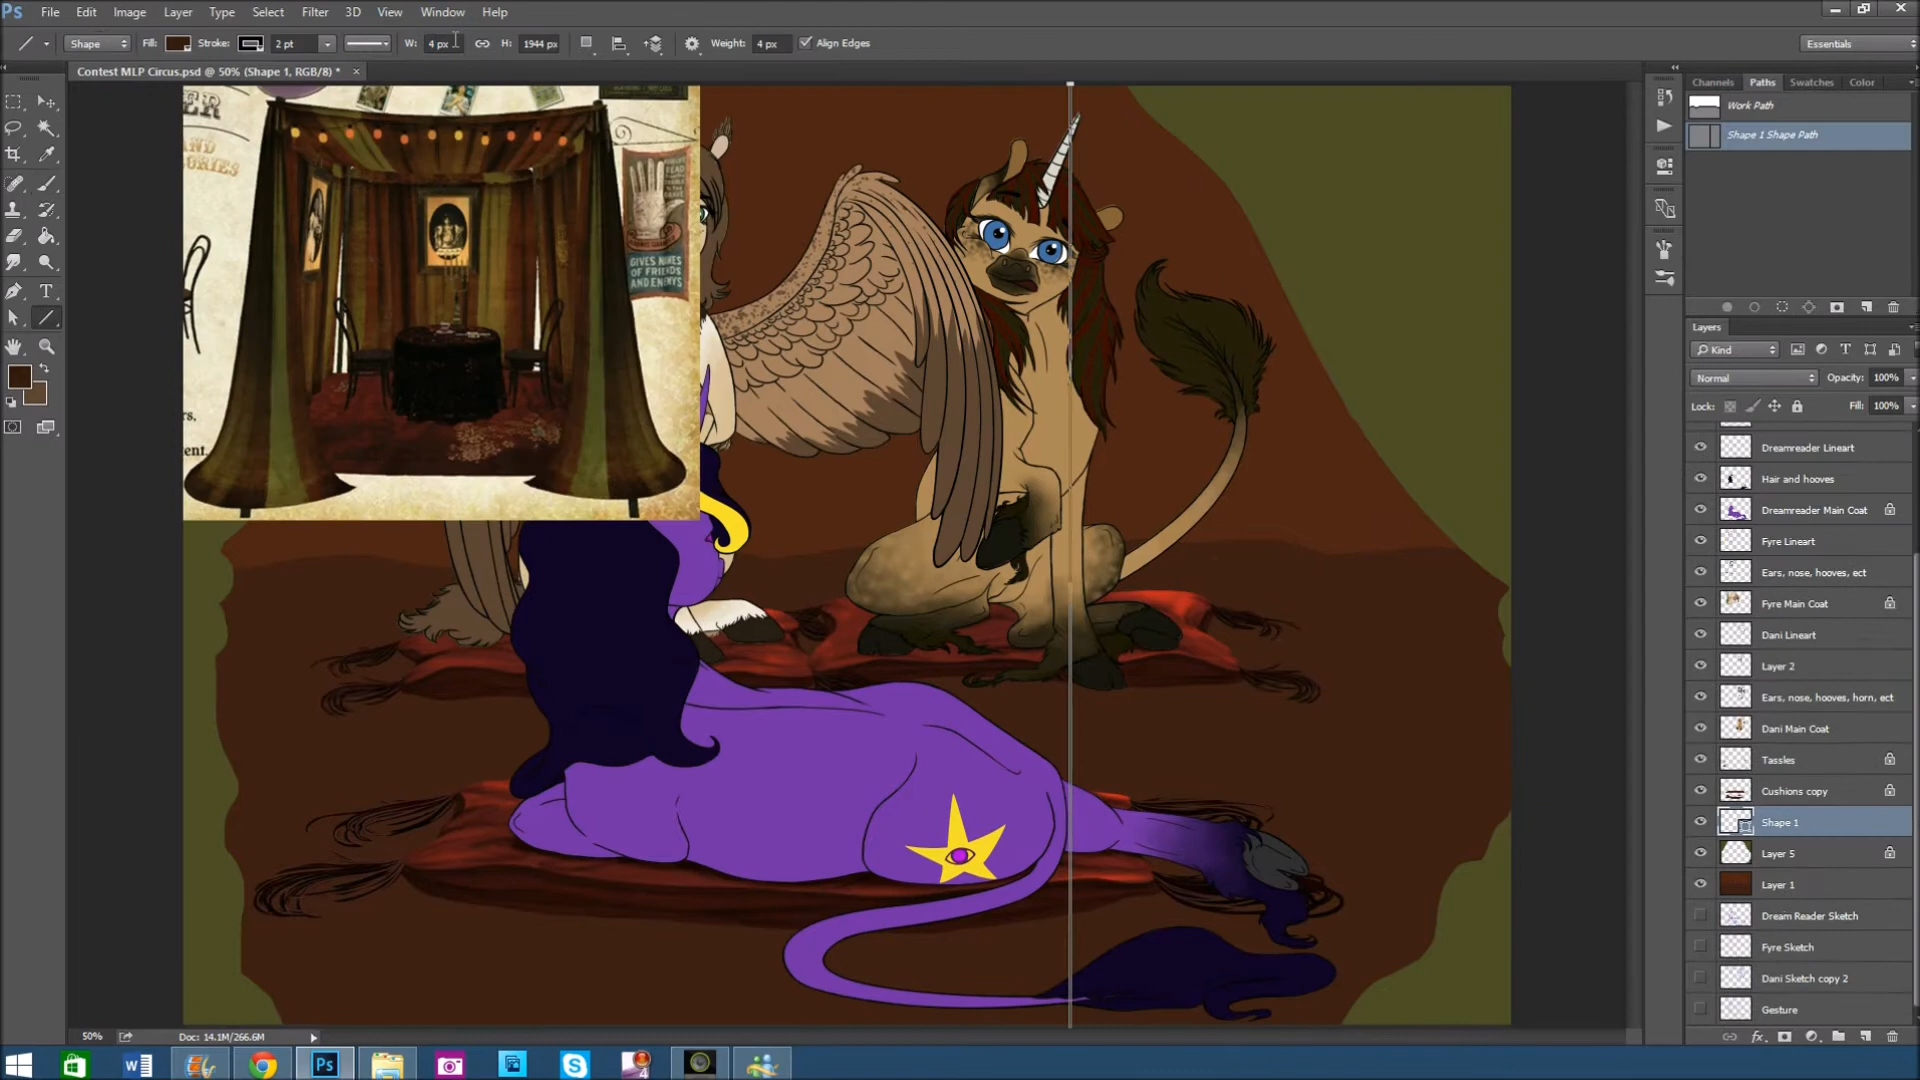 Ps File Edit Image Layer Type Select Filter 3D View Window Help
Shape Fill: Stroke: 2 pt W: 4 px H: 1944 px Weight: 4 px Align Edges Essentials
Contest MLP Circus.psd @ 50% (Shape 1, RGB/8) * ×
Channels Paths Swatches Color
Work Path
Shape 1 Shape Path
Layers
Kind
Normal Opacity: 100%
Lock: Fill: 100%
Dreamreader Lineart
Hair and hooves
Dreamreader Main Coat
Fyre Lineart
Ears, nose, hooves, ect
Fyre Main Coat
Dani Lineart
Layer 2
Ears, nose, hooves, horn, ect
Dani Main Coat
Tassles
Cushions copy
Shape 1
Layer 5
Layer 1
Dream Reader Sketch
Fyre Sketch
Dani Sketch copy 2
Gesture
GIVES NAMES
OF FRIENDS
AND ENEMYS
50% Doc: 14.1M/266.6M
Ps